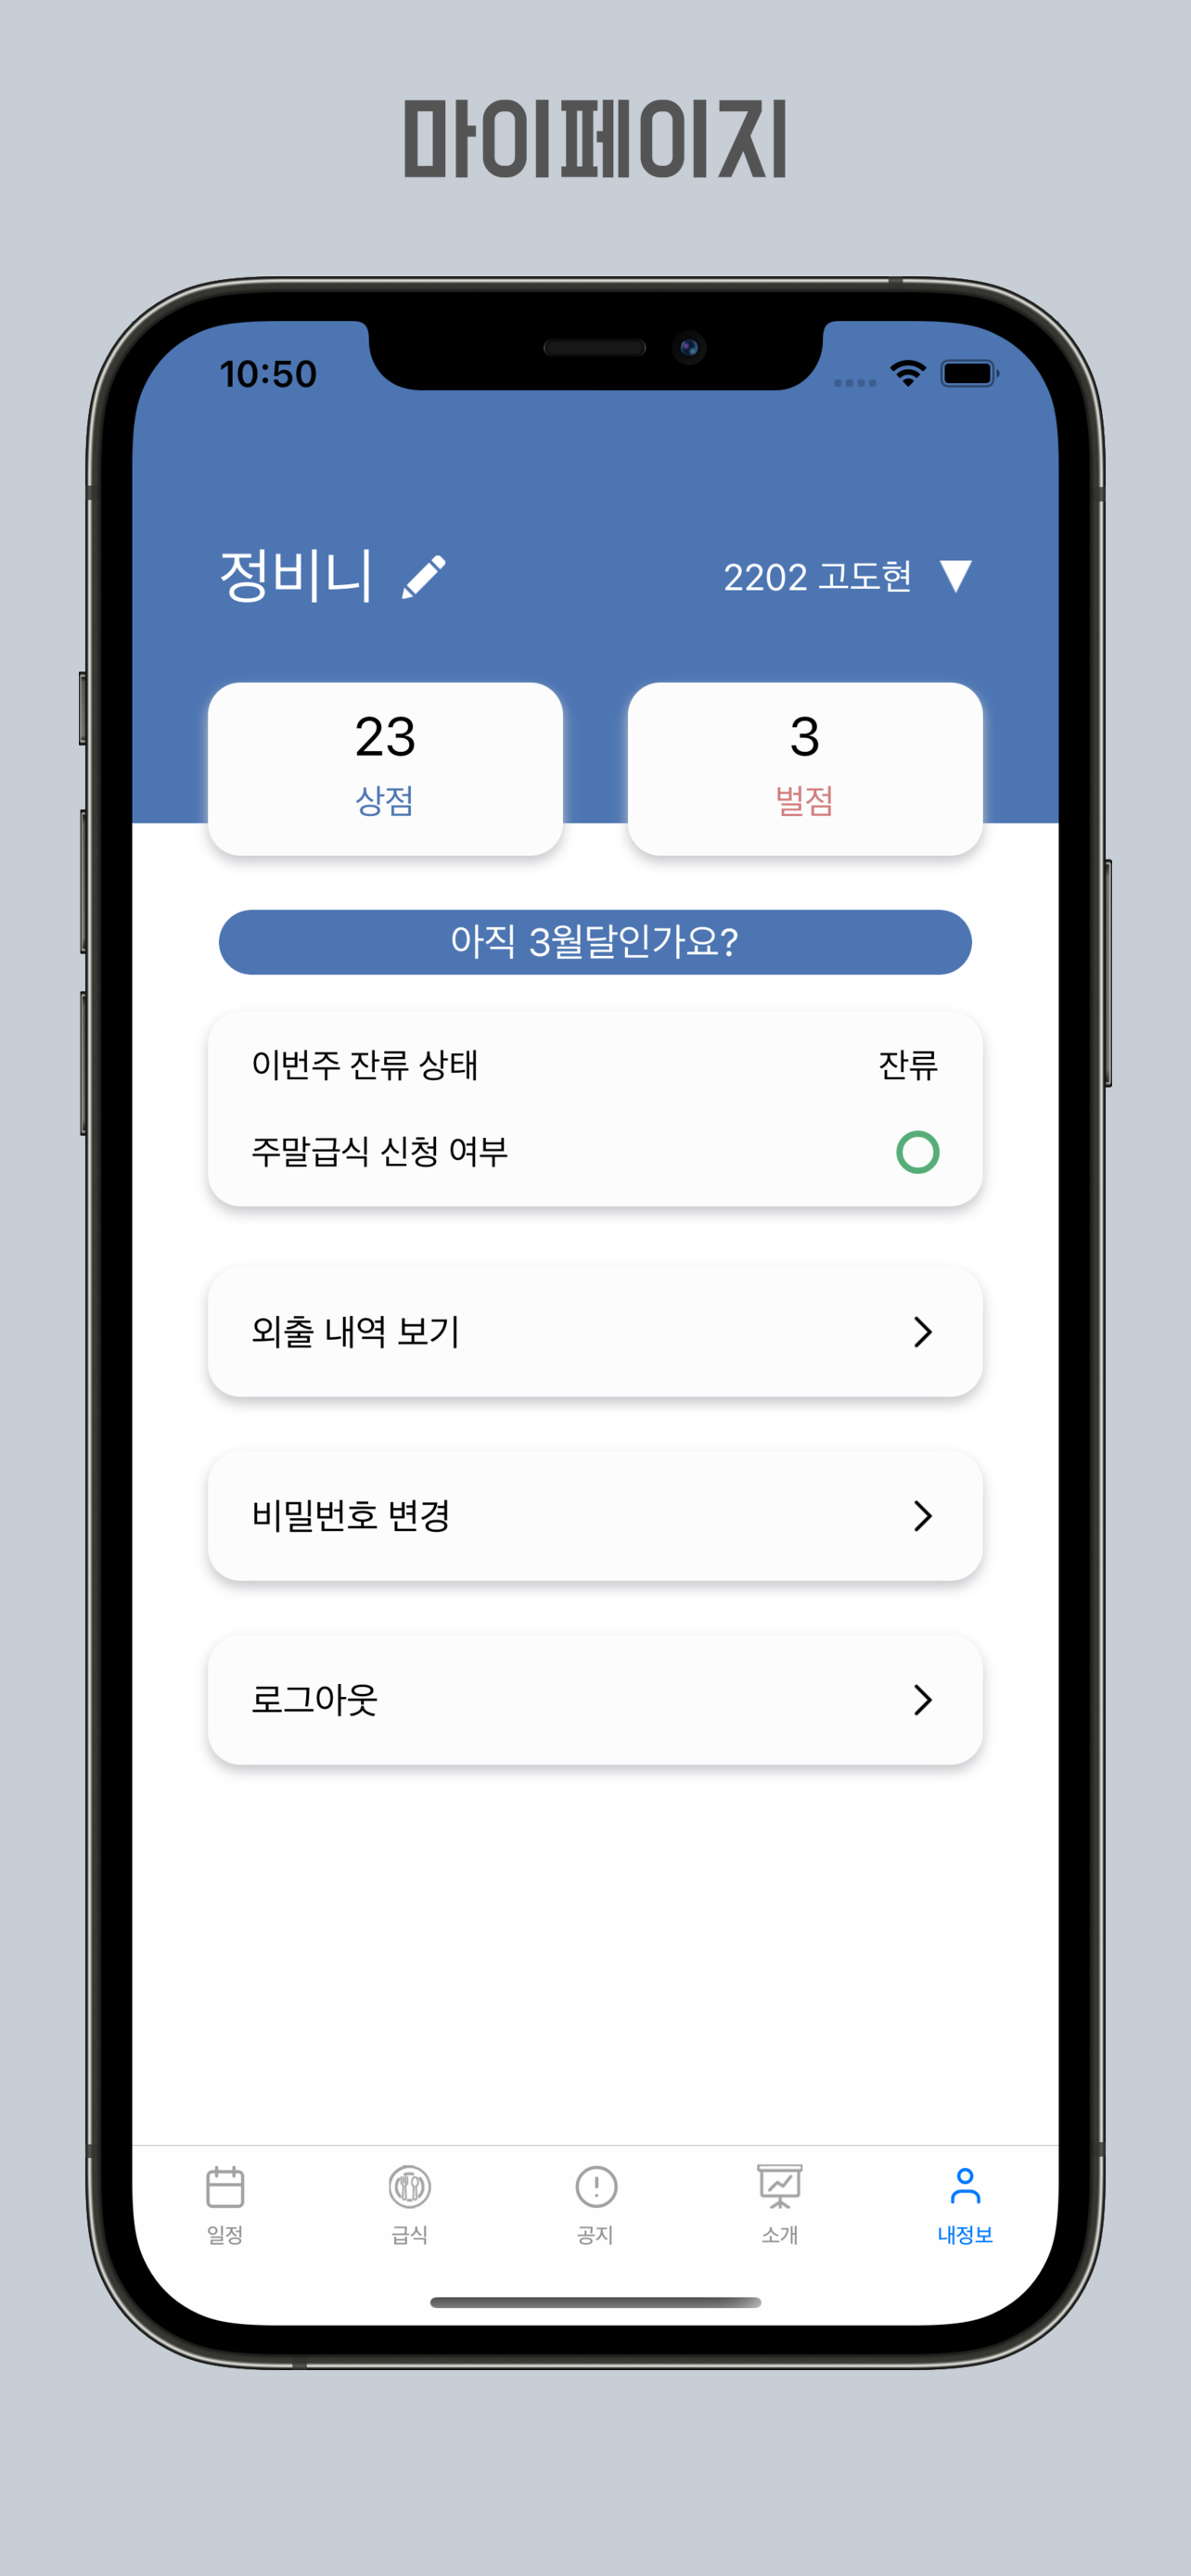 마이페이지
10:50
정비니
2202 고도현 ▼
23
상점
3
벌점
아직 3월달인가요?
이번주 잔류 상태
잔류
주말급식 신청 여부
외출 내역 보기
비밀번호 변경
로그아웃
일정
급식
공지
소개
내정보